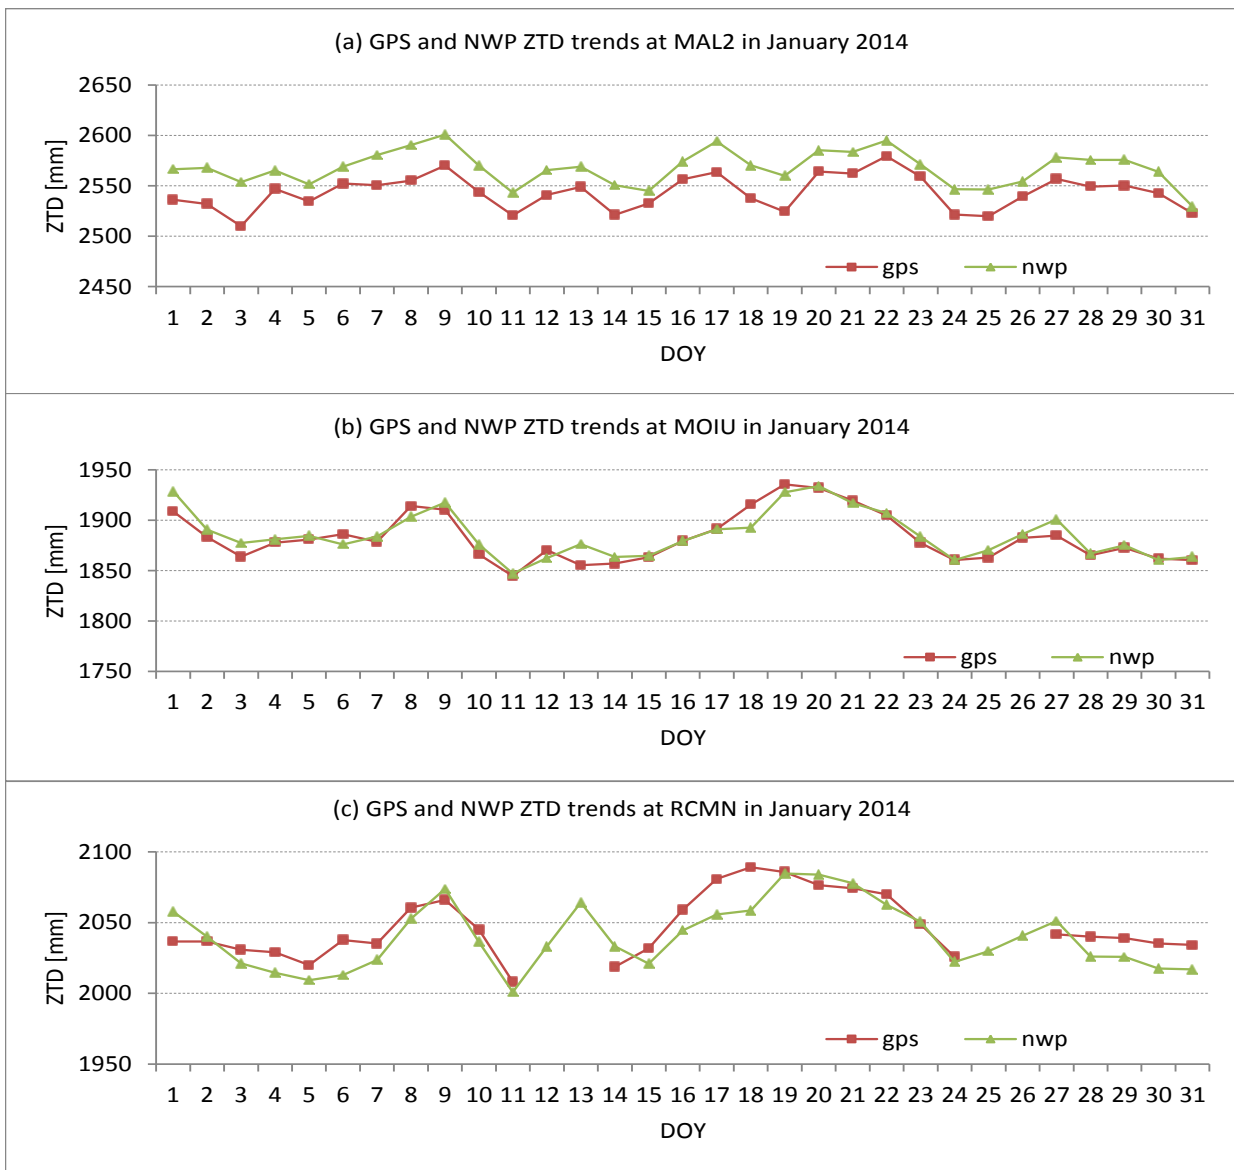 (a) GPS and NWP ZTD trends at MAL2 in January 2014
2650
2600
2550
2500
2450
ZTD [mm]
gps nwp
1 2 3 4 5 6 7 8 9 10 11 12 13 14 15 16 17 18 19 20 21 22 23 24 25 26 27 28 29 30 31
DOY
(b) GPS and NWP ZTD trends at MOIU in January 2014
1950
1900
1850
1800
1750
ZTD [mm]
gps nwp
1 2 3 4 5 6 7 8 9 10 11 12 13 14 15 16 17 18 19 20 21 22 23 24 25 26 27 28 29 30 31
DOY
(c) GPS and NWP ZTD trends at RCMN in January 2014
2100
2050
2000
1950
ZTD [mm]
gps nwp
1 2 3 4 5 6 7 8 9 10 11 12 13 14 15 16 17 18 19 20 21 22 23 24 25 26 27 28 29 30 31
DOY